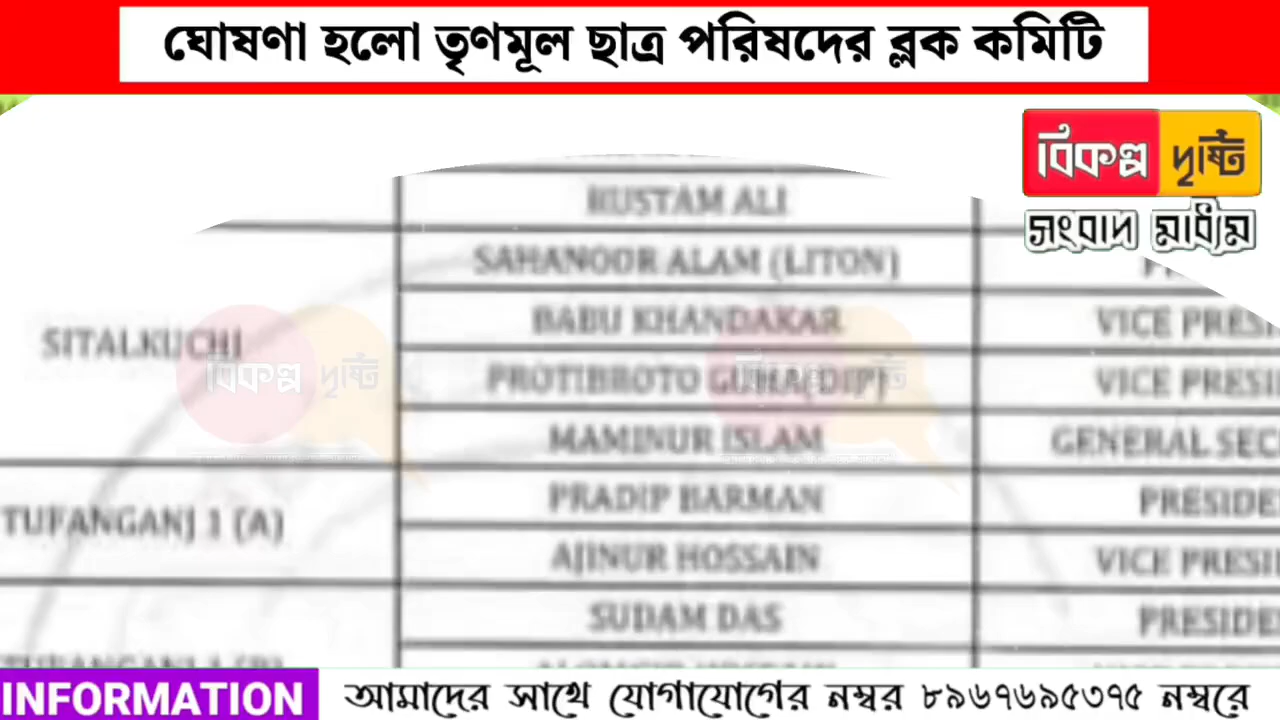 ঘোষণা হলো তৃণমূল ছাত্র পরিষদের ব্লক কমিটি
বিকল্প দৃষ্টি
সংবাদ মাধ্যম
RUSTAM ALI
SAHANOOR ALAM (LITON)
SITALKUCHI
BABU KHANDAKAR
VICE PRESI
PROTIBROTO GUHA(DIP)
VICE PRESI
MAMINUR ISLAM
GENERAL SEC
TUFANGANJ 1 (A)
PRADIP BARMAN
PRESIDE
AJINUR HOSSAIN
VICE PRESI
SUDAM DAS
PRESIDE
বিকল্প দৃষ্টি
বিকল্প দৃষ্টি
INFORMATION
আমাদের সাথে যোগাযোগের নম্বর ৮৯৬৭৬৯৫৩৭৫ নম্বরে